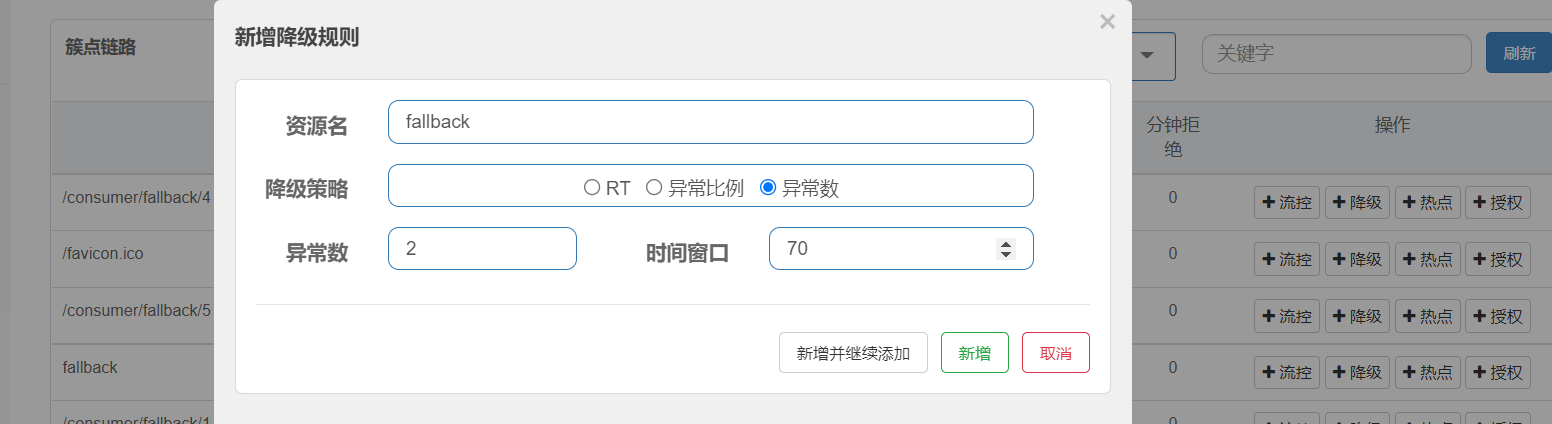 簇点链路
关键字
刷新
分钟拒绝
操作
/consumer/fallback/4
0
流控 降级 热点 授权
/favicon.ico
0
流控 降级 热点 授权
/consumer/fallback/5
0
流控 降级 热点 授权
fallback
0
流控 降级 热点 授权
/consumer/fallback/1
新增降级规则
×
资源名
fallback
降级策略
RT 异常比例 异常数
异常数
2
时间窗口
70
新增并继续添加
新增
取消